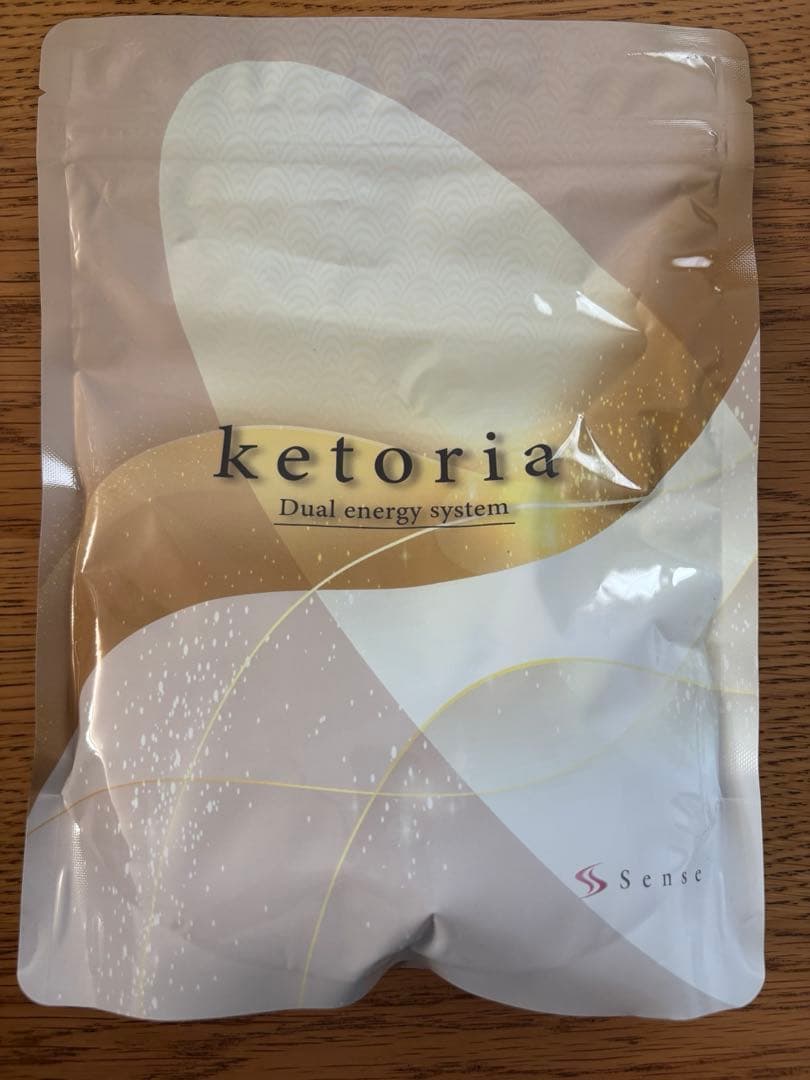 ketoria
Dual energy system
Sense